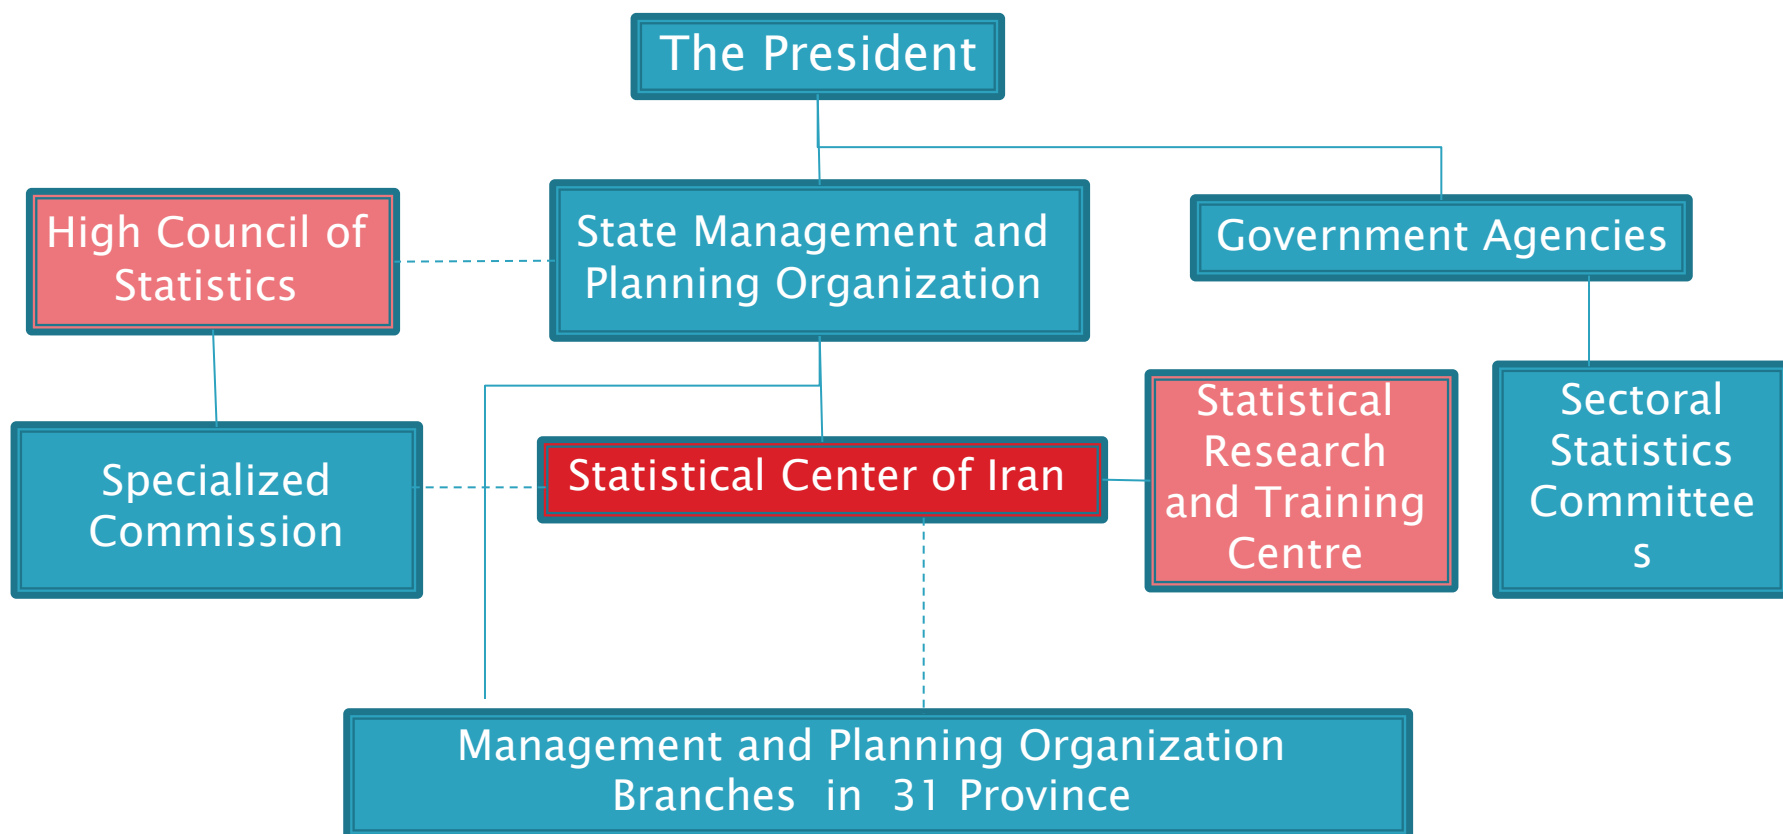 The President
High Council of
Statistics
State Management and
Planning Organization
Government Agencies
Specialized
Commission
Statistical Center of Iran
Statistical
Research
and Training
Centre
Sectoral
Statistics
Committee
s
Management and Planning Organization
Branches in 31 Province